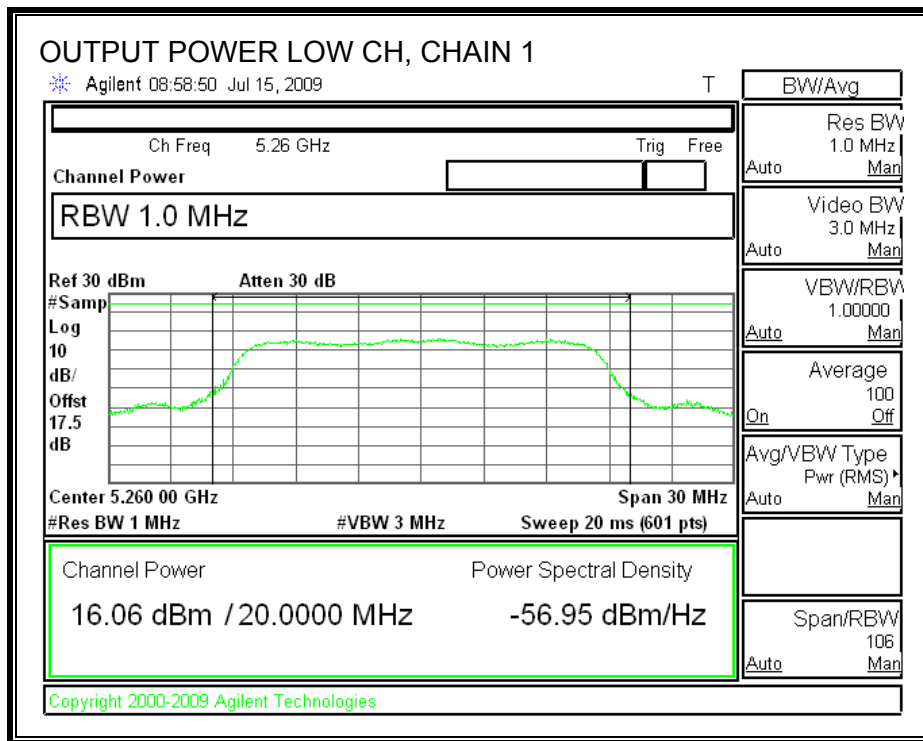 OUTPUT POWER LOW CH, CHAIN 1
Agilent 08:58:50 Jul 15, 2009 T
Ch Freq 5.26 GHz Trig Free
Channel Power
RBW 1.0 MHz
Ref 30 dBm Atten 30 dB
#Samp
Log
10
dB/
Offst
17.5
dB
Center 5.260 00 GHz Span 30 MHz
#Res BW 1 MHz #VBW 3 MHz Sweep 20 ms (601 pts)
Channel Power Power Spectral Density
16.06 dBm / 20.0000 MHz -56.95 dBm/Hz
Copyright 2000-2009 Agilent Technologies
BW/Avg
Res BW
1.0 MHz
Auto Man
Video BW
3.0 MHz
Auto Man
VBW/RBW
1.00000
Auto Man
Average
100
On Off
Avg/VBW Type
Pwr (RMS)
Auto Man
Span/RBW
106
Auto Man